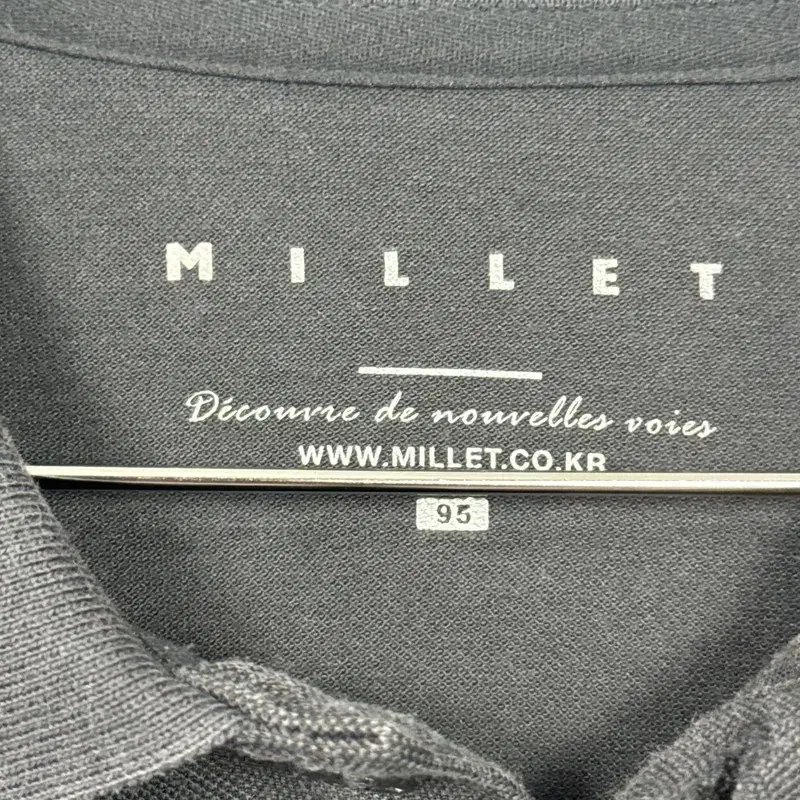 MILLET
Découvre de nouvelles voies
WWW.MILLET.CO.KR
95